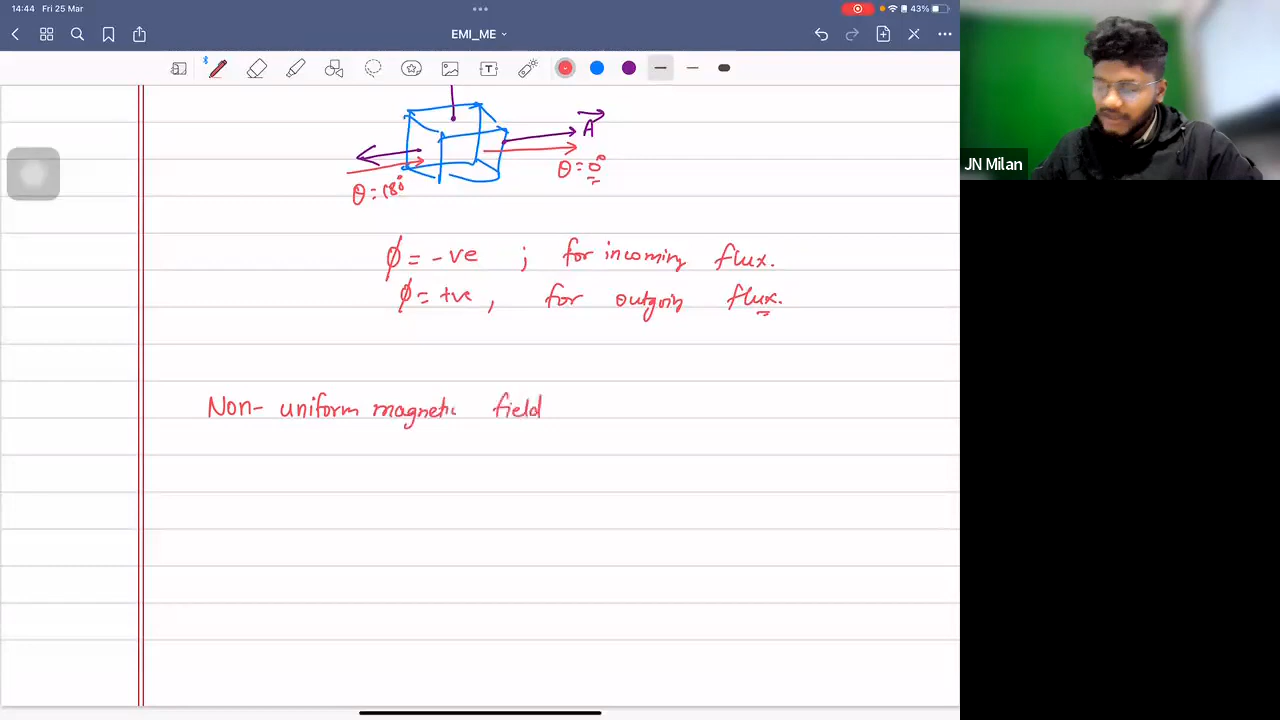 14:44 Fri 25 Mar
43%
EMI_ME
A
θ = 0°
θ = 180°
φ = -ve ; for incoming flux.
φ = +ve , for outgoin flux.
Non- uniform magnetic field
JN Milan